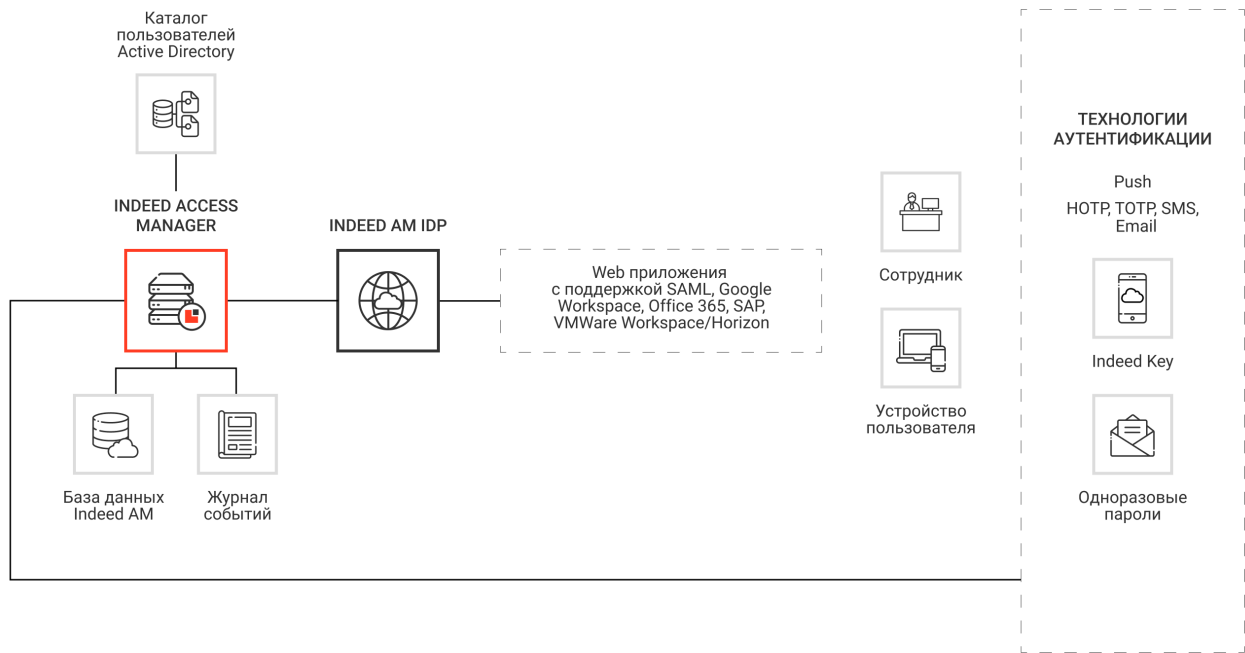 Каталог
пользователей
Active Directory
INDEED ACCESS
MANAGER
INDEED AM IDP
Web приложения
с поддержкой SAML, Google
Workspace, Office 365, SAP,
VMWare Workspace/Horizon
База данных
Indeed AM
Журнал
событий
Сотрудник
Устройство
пользователя
ТЕХНОЛОГИИ
АУТЕНТИФИКАЦИИ
Push
HOTP, TOTP, SMS,
Email
Indeed Key
Одноразовые
пароли